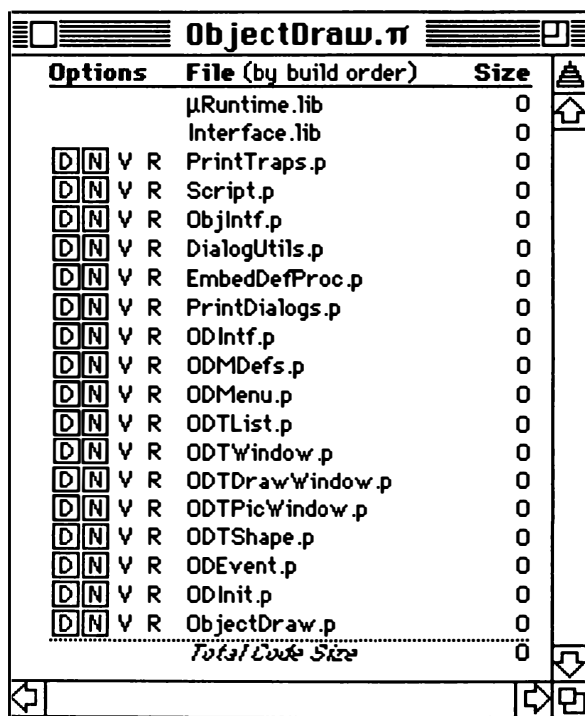 ObjectDraw.π
Options File (by build order) Size
µRuntime.lib 0
Interface.lib 0
D N V R PrintTraps.p 0
D N V R Script.p 0
D N V R ObjIntf.p 0
D N V R DialogUtils.p 0
D N V R EmbedDefProc.p 0
D N V R PrintDialogs.p 0
D N V R ODIntf.p 0
D N V R ODMDefs.p 0
D N V R ODMenu.p 0
D N V R ODTList.p 0
D N V R ODTWindow.p 0
D N V R ODTDrawWindow.p 0
D N V R ODTPicWindow.p 0
D N V R ODTShape.p 0
D N V R ODEvent.p 0
D N V R ODInit.p 0
D N V R ObjectDraw.p 0
Total Code Size 0